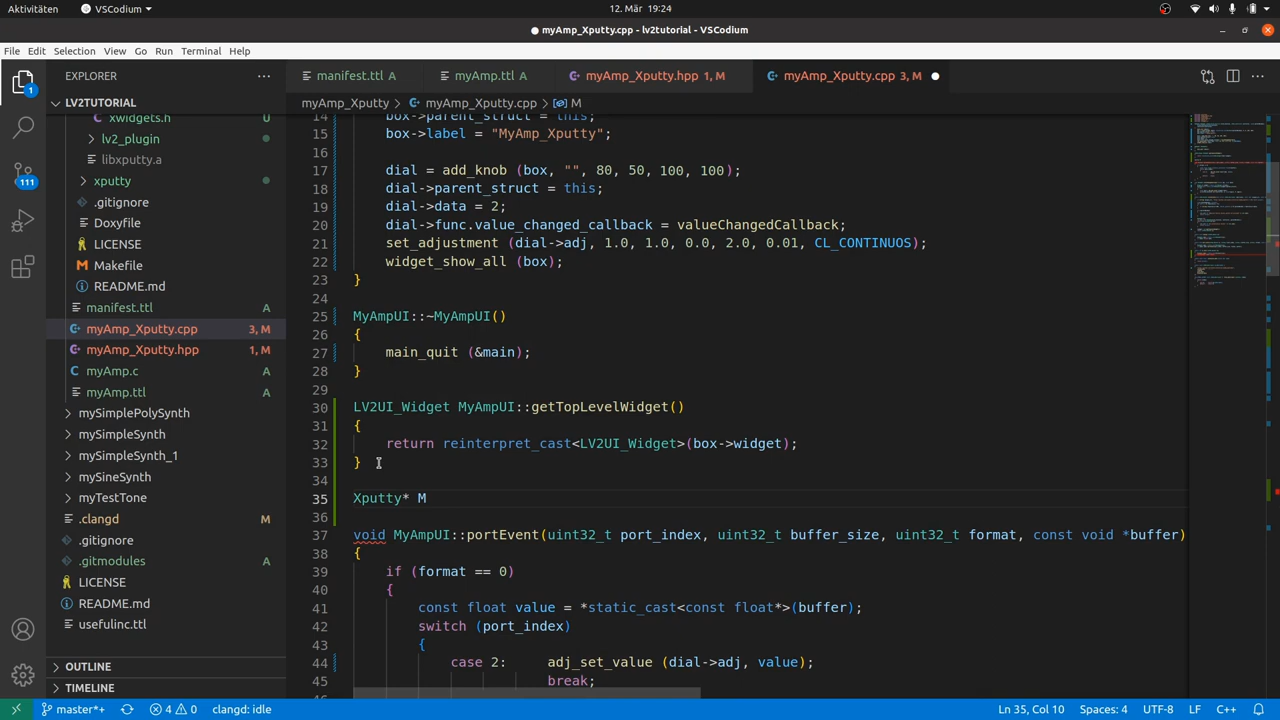 Aktivitäten
VSCodium
12. Mär 19:24
myAmp_Xputty.cpp - lv2tutorial - VSCodium
File Edit Selection View Go Run Terminal Help
EXPLORER
manifest.ttl A
myAmp.ttl A
myAmp_Xputty.hpp 1, M
myAmp_Xputty.cpp 3, M
LV2TUTORIAL
myAmp_Xputty > myAmp_Xputty.cpp > M
xwidgets.h U
lv2_plugin
libxputty.a
xputty
.gitignore
Doxyfile
LICENSE
Makefile
README.md
manifest.ttl A
myAmp_Xputty.cpp 3, M
myAmp_Xputty.hpp 1, M
myAmp.c A
myAmp.ttl A
mySimplePolySynth
mySimpleSynth
mySimpleSynth_1
mySineSynth
myTestTone
.clangd M
.gitignore
.gitmodules A
LICENSE
README.md
usefulinc.ttl
OUTLINE
TIMELINE
1
111
14 box->parent_struct = this;
15 box->label = "MyAmp_Xputty";
16
17 dial = add_knob (box, "", 80, 50, 100, 100);
18 dial->parent_struct = this;
19 dial->data = 2;
20 dial->func.value_changed_callback = valueChangedCallback;
21 set_adjustment (dial->adj, 1.0, 1.0, 0.0, 2.0, 0.01, CL_CONTINUOS);
22 widget_show_all (box);
23 }
24
25 MyAmpUI::~MyAmpUI()
26 {
27 main_quit (&main);
28 }
29
30 LV2UI_Widget MyAmpUI::getTopLevelWidget()
31 {
32 return reinterpret_cast<LV2UI_Widget>(box->widget);
33 }
34
35 Xputty* M
36
37 void MyAmpUI::portEvent(uint32_t port_index, uint32_t buffer_size, uint32_t format, const void *buffer)
38 {
39 if (format == 0)
40 {
41 const float value = *static_cast<const float*>(buffer);
42 switch (port_index)
43 {
44 case 2: adj_set_value (dial->adj, value);
45 break;
master*+ 4 0 clangd: idle Ln 35, Col 10 Spaces: 4 UTF-8 LF C++